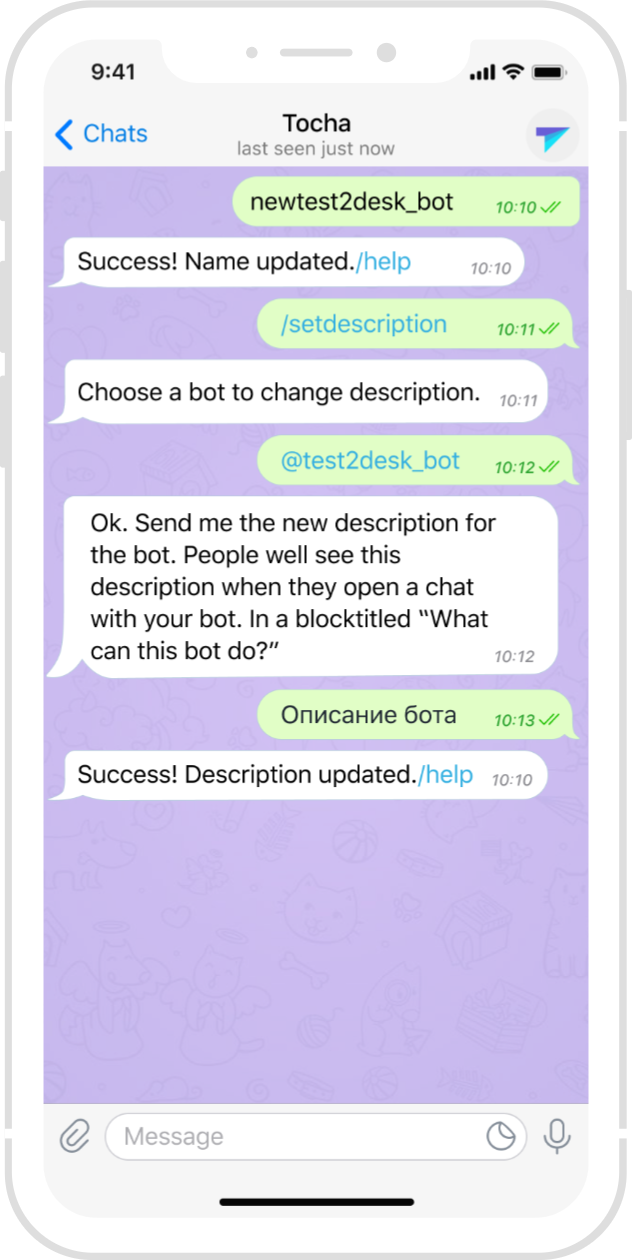 9:41
Chats
Tocha
last seen just now
newtest2desk_bot 10:10
Success! Name updated./help 10:10
/setdescription 10:11
Choose a bot to change description. 10:11
@test2desk_bot 10:12
Ok. Send me the new description for
the bot. People well see this
description when they open a chat
with your bot. In a blocktitled “What
can this bot do?” 10:12
Описание бота 10:13
Success! Description updated./help 10:10
Message